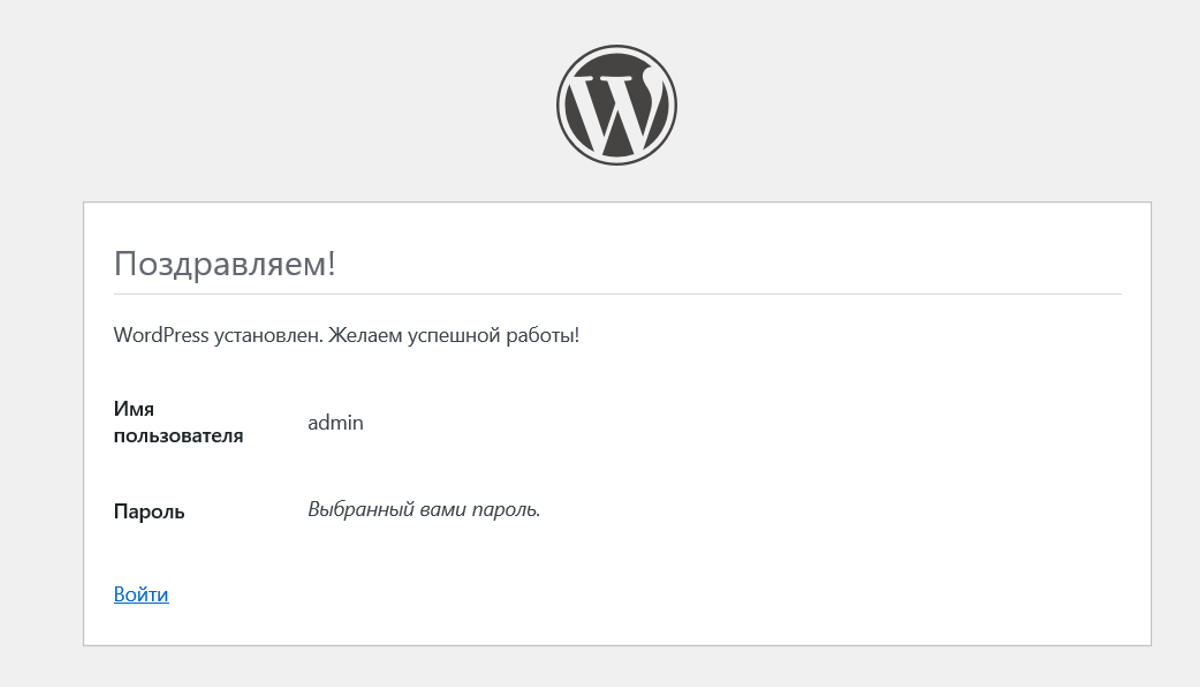 Поздравляем!
WordPress установлен. Желаем успешной работы!
Имя
пользователя
admin
Пароль
Выбранный вами пароль.
Войти